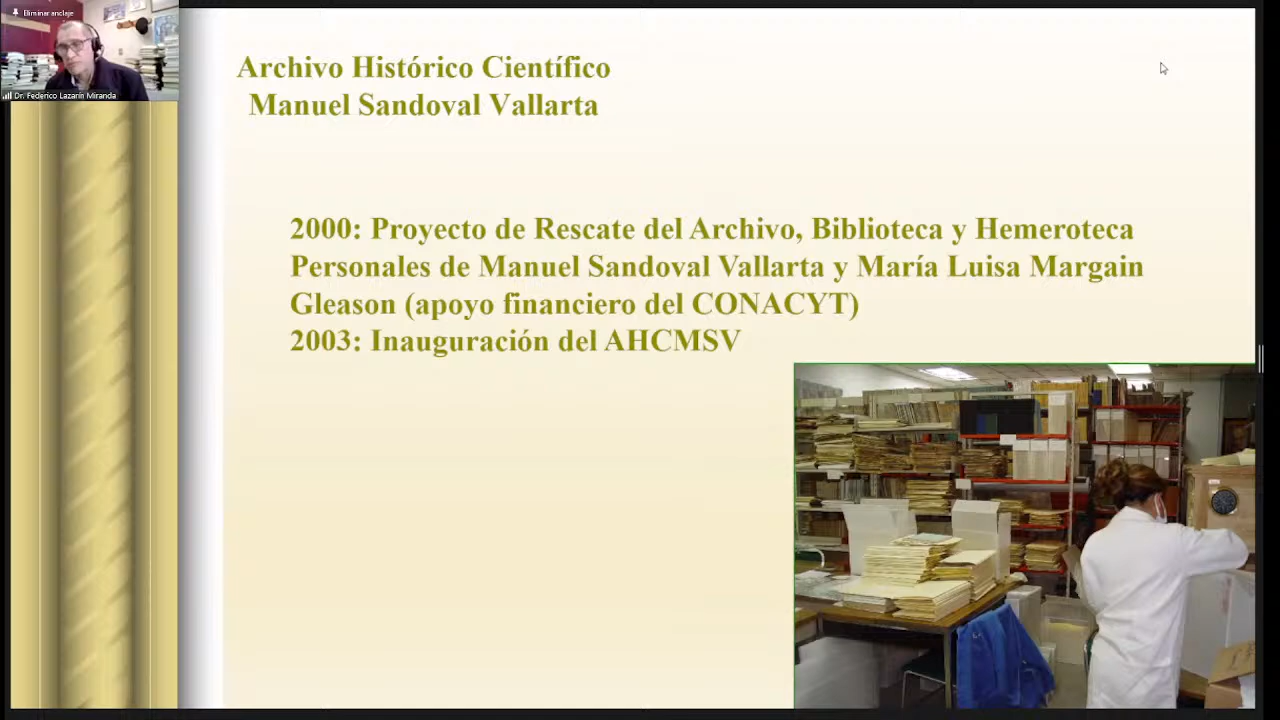 Eliminar anclaje
Dr. Federico Lazarín Miranda
Archivo Histórico Científico
Manuel Sandoval Vallarta
2000: Proyecto de Rescate del Archivo, Biblioteca y Hemeroteca
Personales de Manuel Sandoval Vallarta y María Luisa Margain
Gleason (apoyo financiero del CONACYT)
2003: Inauguración del AHCMSV